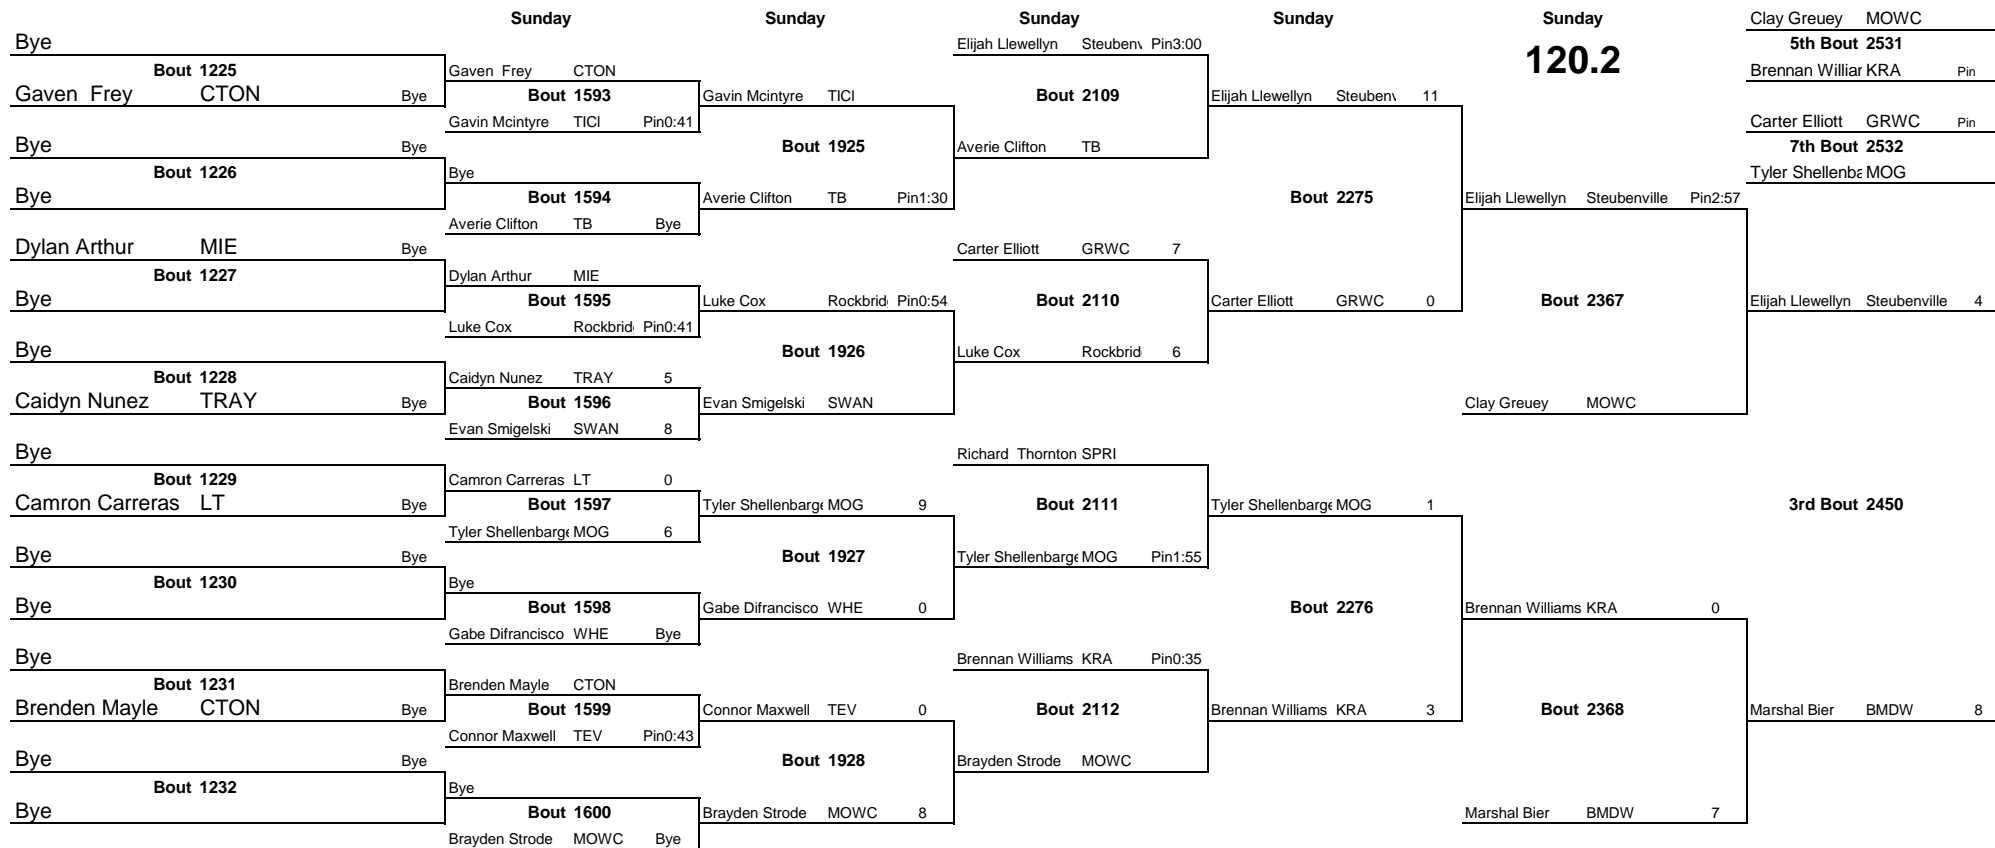 Sunday Sunday Sunday Sunday Sunday Clay Greuey MOWC
Bye Elijah Llewellyn Steubenv Pin3:00 120.2 5th Bout 2531
Bout 1225 Gaven Frey CTON Brennan Williar KRA Pin
Gaven Frey CTON Bye Bout 1593 Gavin Mcintyre TICI Bout 2109 Elijah Llewellyn Steubenv 11
Gavin Mcintyre TICI Pin0:41 Carter Elliott GRWC Pin
Bye Bye Bout 1925 Averie Clifton TB 7th Bout 2532
Bout 1226 Bye Tyler Shellenba MOG
Bye Bout 1594 Averie Clifton TB Pin1:30 Bout 2275 Elijah Llewellyn Steubenville Pin2:57
Averie Clifton TB Bye
Dylan Arthur MIE Bye Carter Elliott GRWC 7
Bout 1227 Dylan Arthur MIE
Bye Bout 1595 Luke Cox Rockbrid Pin0:54 Bout 2110 Carter Elliott GRWC 0 Bout 2367 Elijah Llewellyn Steubenville 4
Luke Cox Rockbrid Pin0:41
Bye Bout 1926 Luke Cox Rockbrid 6
Bout 1228 Caidyn Nunez TRAY 5
Caidyn Nunez TRAY Bye Bout 1596 Evan Smigelski SWAN Clay Greuey MOWC
Evan Smigelski SWAN 8
Bye Richard Thornton SPRI
Bout 1229 Camron Carreras LT 0
Camron Carreras LT Bye Bout 1597 Tyler Shellenbarge MOG 9 Bout 2111 Tyler Shellenbarge MOG 1 3rd Bout 2450
Tyler Shellenbarge MOG 6
Bye Bye Bout 1927 Tyler Shellenbarge MOG Pin1:55
Bout 1230 Bye
Bye Bout 1598 Gabe Difrancisco WHE 0 Bout 2276 Brennan Williams KRA 0
Gabe Difrancisco WHE Bye
Bye Brennan Williams KRA Pin0:35
Bout 1231 Brenden Mayle CTON
Brenden Mayle CTON Bye Bout 1599 Connor Maxwell TEV 0 Bout 2112 Brennan Williams KRA 3 Bout 2368 Marshal Bier BMDW 8
Connor Maxwell TEV Pin0:43
Bye Bye Bout 1928 Brayden Strode MOWC
Bout 1232 Bye
Bye Bout 1600 Brayden Strode MOWC 8 Marshal Bier BMDW 7
Brayden Strode MOWC Bye